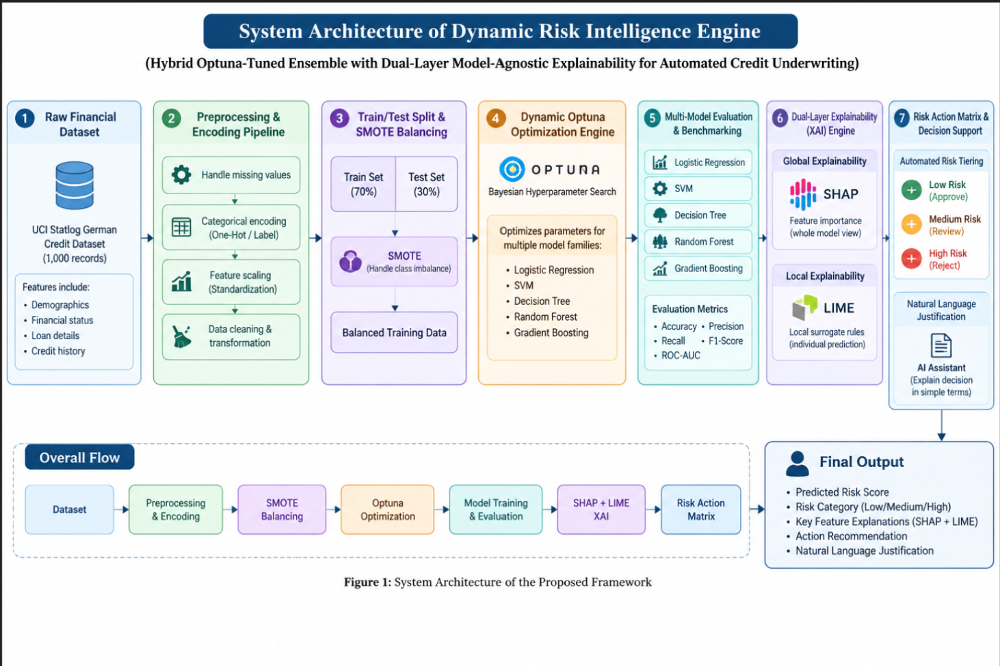 System Architecture of Dynamic Risk Intelligence Engine
(Hybrid Optuna-Tuned Ensemble with Dual-Layer Model-Agnostic Explainability for Automated Credit Underwriting)
1
Raw Financial
Dataset
UCI Statlog German
Credit Dataset
(1,000 records)
Features include:
• Demographics
• Financial status
• Loan details
• Credit history
2
Preprocessing &
Encoding Pipeline
Handle missing values
Categorical encoding
(One-Hot / Label)
Feature scaling
(Standardization)
Data cleaning &
transformation
3
Train/Test Split &
SMOTE Balancing
Train Set
(70%)
Test Set
(30%)
SMOTE
(Handle class imbalance)
Balanced Training Data
4
Dynamic Optuna
Optimization Engine
OPTUNA
Bayesian Hyperparameter Search
Optimizes parameters for
multiple model families:
• Logistic Regression
• SVM
• Decision Tree
• Random Forest
• Gradient Boosting
5
Multi-Model Evaluation
& Benchmarking
Logistic Regression
SVM
Decision Tree
Random Forest
Gradient Boosting
Evaluation Metrics
• Accuracy • Precision
• Recall • F1-Score
• ROC-AUC
6
Dual-Layer Explainability
(XAI) Engine
Global Explainability
SHAP
Feature importance
(whole model view)
Local Explainability
LIME
Local surrogate rules
(individual prediction)
7
Risk Action Matrix &
Decision Support
Automated Risk Tiering
Low Risk
(Approve)
Medium Risk
(Review)
High Risk
(Reject)
Natural Language
Justification
AI Assistant
(Explain decision
in simple terms)
Overall Flow
Dataset
Preprocessing
& Encoding
SMOTE
Balancing
Optuna
Optimization
Model Training
& Evaluation
SHAP + LIME
XAI
Risk Action
Matrix
Final Output
• Predicted Risk Score
• Risk Category (Low/Medium/High)
• Key Feature Explanations (SHAP + LIME)
• Action Recommendation
• Natural Language Justification
Figure 1: System Architecture of the Proposed Framework